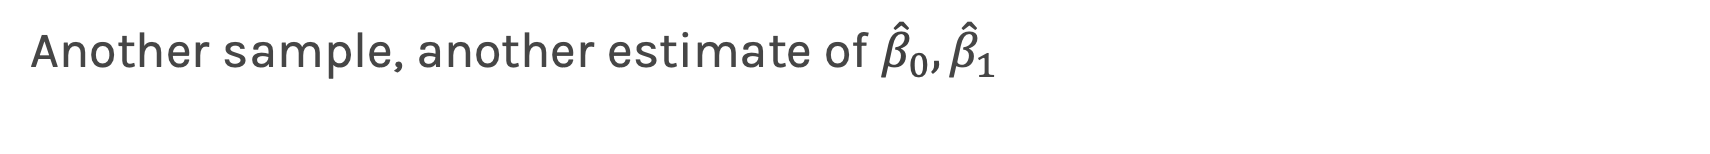 Another sample, another estimate of β̂₀, β̂₁